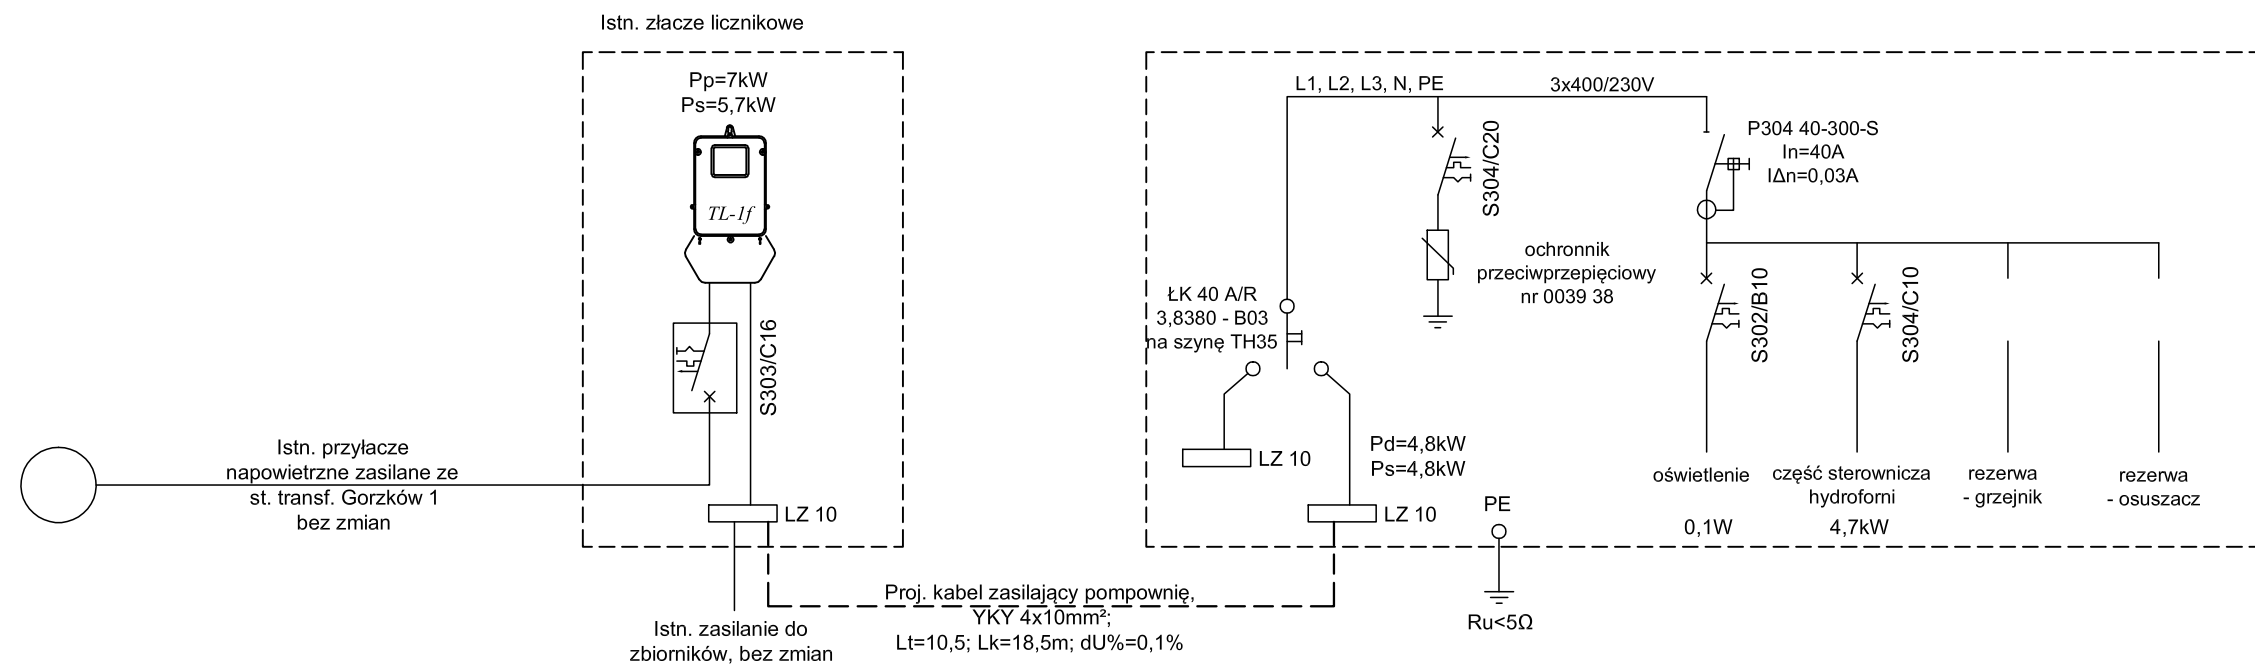 Istn. złacze licznikowe
Pp=7kW
Ps=5,7kW
TL-1f
S303/C16
Istn. przyłacze
napowietrzne zasilane ze
st. transf. Gorzków 1
bez zmian
LZ 10
Istn. zasilanie do
zbiorników, bez zmian
Proj. kabel zasilający pompownię,
YKY 4x10mm²;
Lt=10,5; Lk=18,5m; dU%=0,1%
L1, L2, L3, N, PE
3x400/230V
S304/C20
P304 40-300-S
In=40A
IΔn=0,03A
ochronnik
przeciwprzepięciowy
nr 0039 38
ŁK 40 A/R
3,8380 - B03
na szynę TH35
S302/B10
S304/C10
LZ 10
Pd=4,8kW
Ps=4,8kW
LZ 10
PE
Ru<5Ω
oświetlenie
0,1W
część sterownicza
hydroforni
4,7kW
rezerwa
- grzejnik
rezerwa
- osuszacz